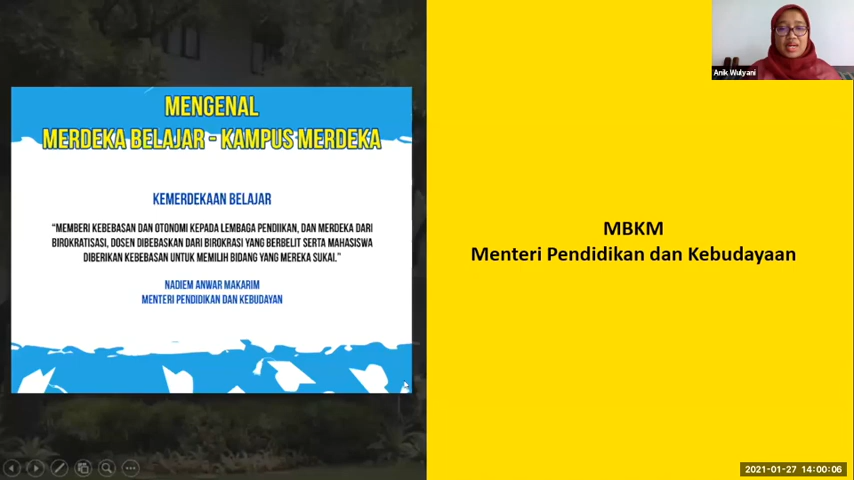 MENGENAL
MERDEKA BELAJAR - KAMPUS MERDEKA
KEMERDEKAAN BELAJAR
“MEMBERI KEBEBASAN DAN OTONOMI KEPADA LEMBAGA PENDIIKAN, DAN MERDEKA DARI
BIROKRATISASI, DOSEN DIBEBASKAN DARI BIROKRASI YANG BERBELIT SERTA MAHASISWA
DIBERIKAN KEBEBASAN UNTUK MEMILIH BIDANG YANG MEREKA SUKAI.”
NADIEM ANWAR MAKARIM
MENTERI PENDIDIKAN DAN KEBUDAYAN
MBKM
Menteri Pendidikan dan Kebudayaan
Anik Wulyani
2021-01-27 14:00:06